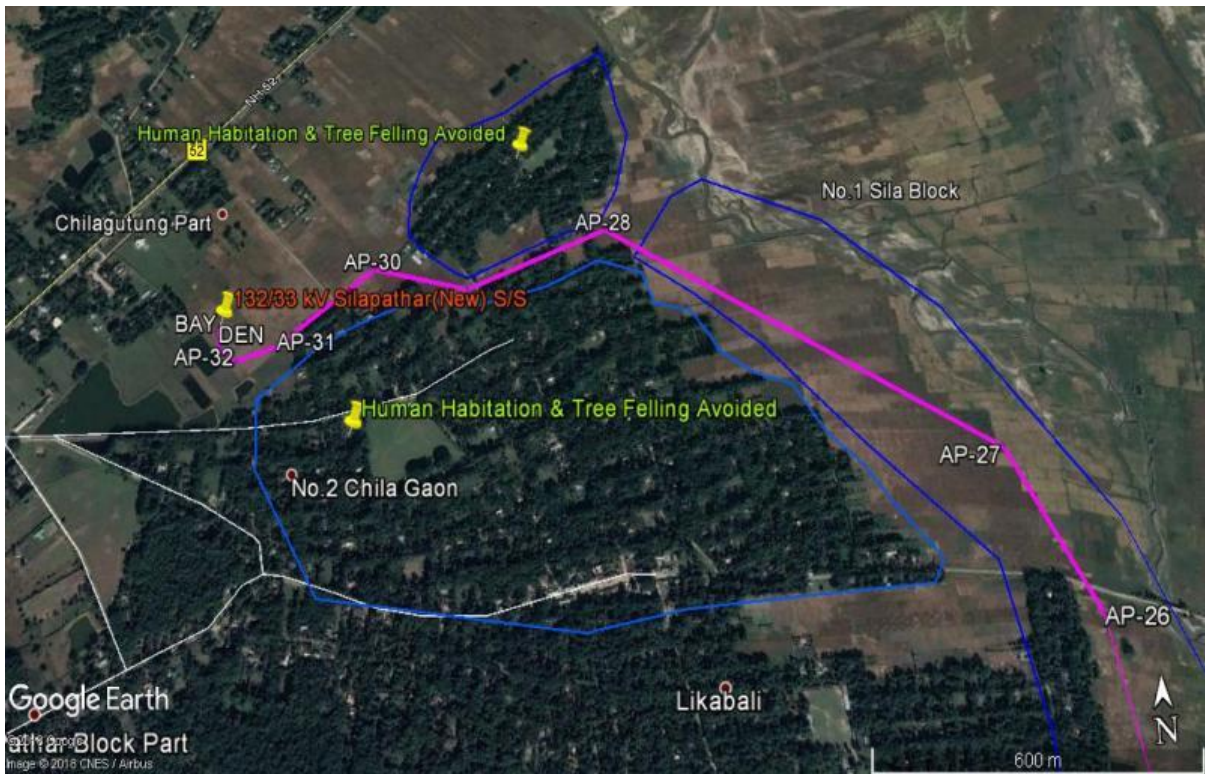 NH 52
Human Habitation & Tree Felling Avoided
52
No.1 Sila Block
Chilagutung Part
AP-28
AP-30
132/33 kV Silapathar(New) S/S
BAY
DEN
AP-31
AP-32
Human Habitation & Tree Felling Avoided
AP-27
No.2 Chila Gaon
AP-26
Likabali
Google Earth
athar Block Part
Image © 2018 CNES / Airbus
N
600 m